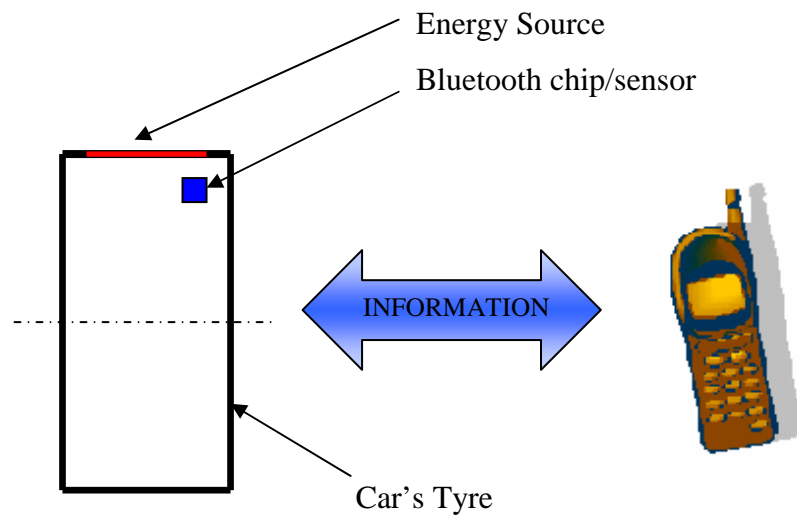 Energy Source
Bluetooth chip/sensor
INFORMATION
Car’s Tyre